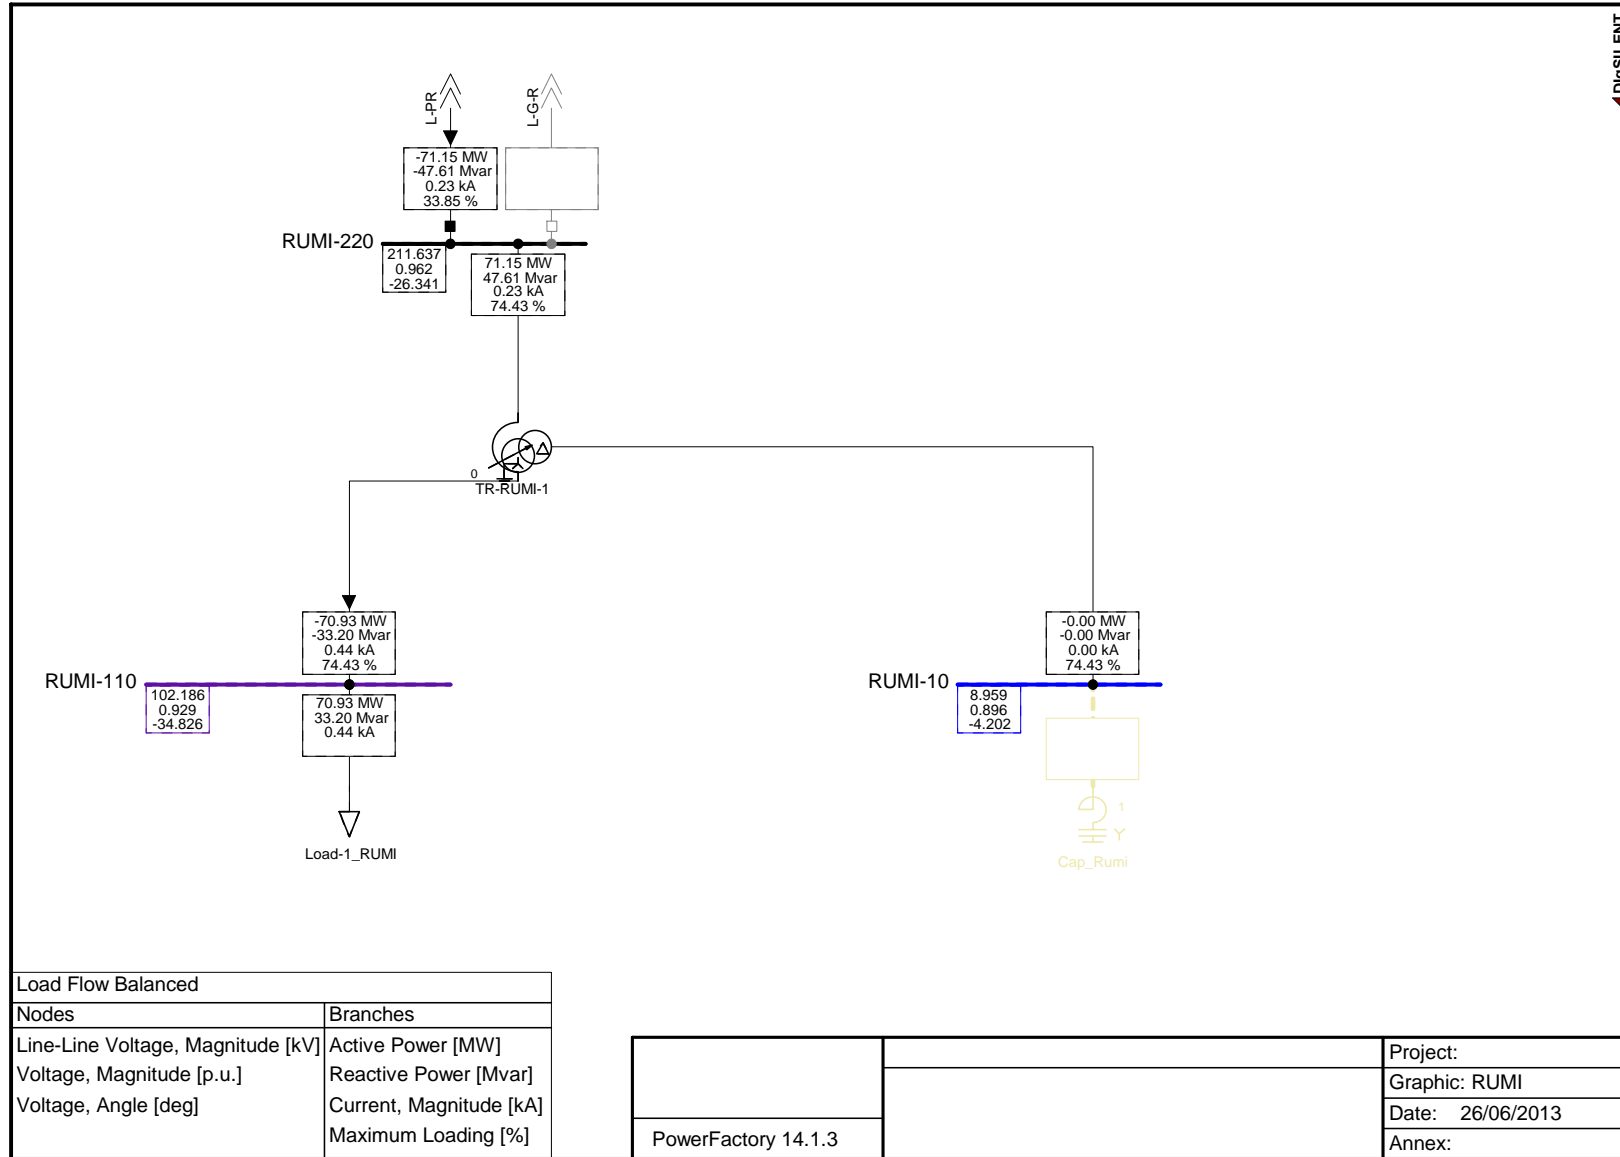 DIgSILENT
L-PR
L-G-R
-71.15 MW
-47.61 Mvar
0.23 kA
33.85 %
RUMI-220
211.637
0.962
-26.341
71.15 MW
47.61 Mvar
0.23 kA
74.43 %
0
TR-RUMI-1
-70.93 MW
-33.20 Mvar
0.44 kA
74.43 %
RUMI-110
102.186
0.929
-34.826
70.93 MW
33.20 Mvar
0.44 kA
Load-1_RUMI
-0.00 MW
-0.00 Mvar
0.00 kA
74.43 %
RUMI-10
8.959
0.896
-4.202
1
Y
Cap_Rumi
Load Flow Balanced
Nodes
Branches
Line-Line Voltage, Magnitude [kV]
Voltage, Magnitude [p.u.]
Voltage, Angle [deg]
Active Power [MW]
Reactive Power [Mvar]
Current, Magnitude [kA]
Maximum Loading [%]
PowerFactory 14.1.3
Project:
Graphic: RUMI
Date: 26/06/2013
Annex: